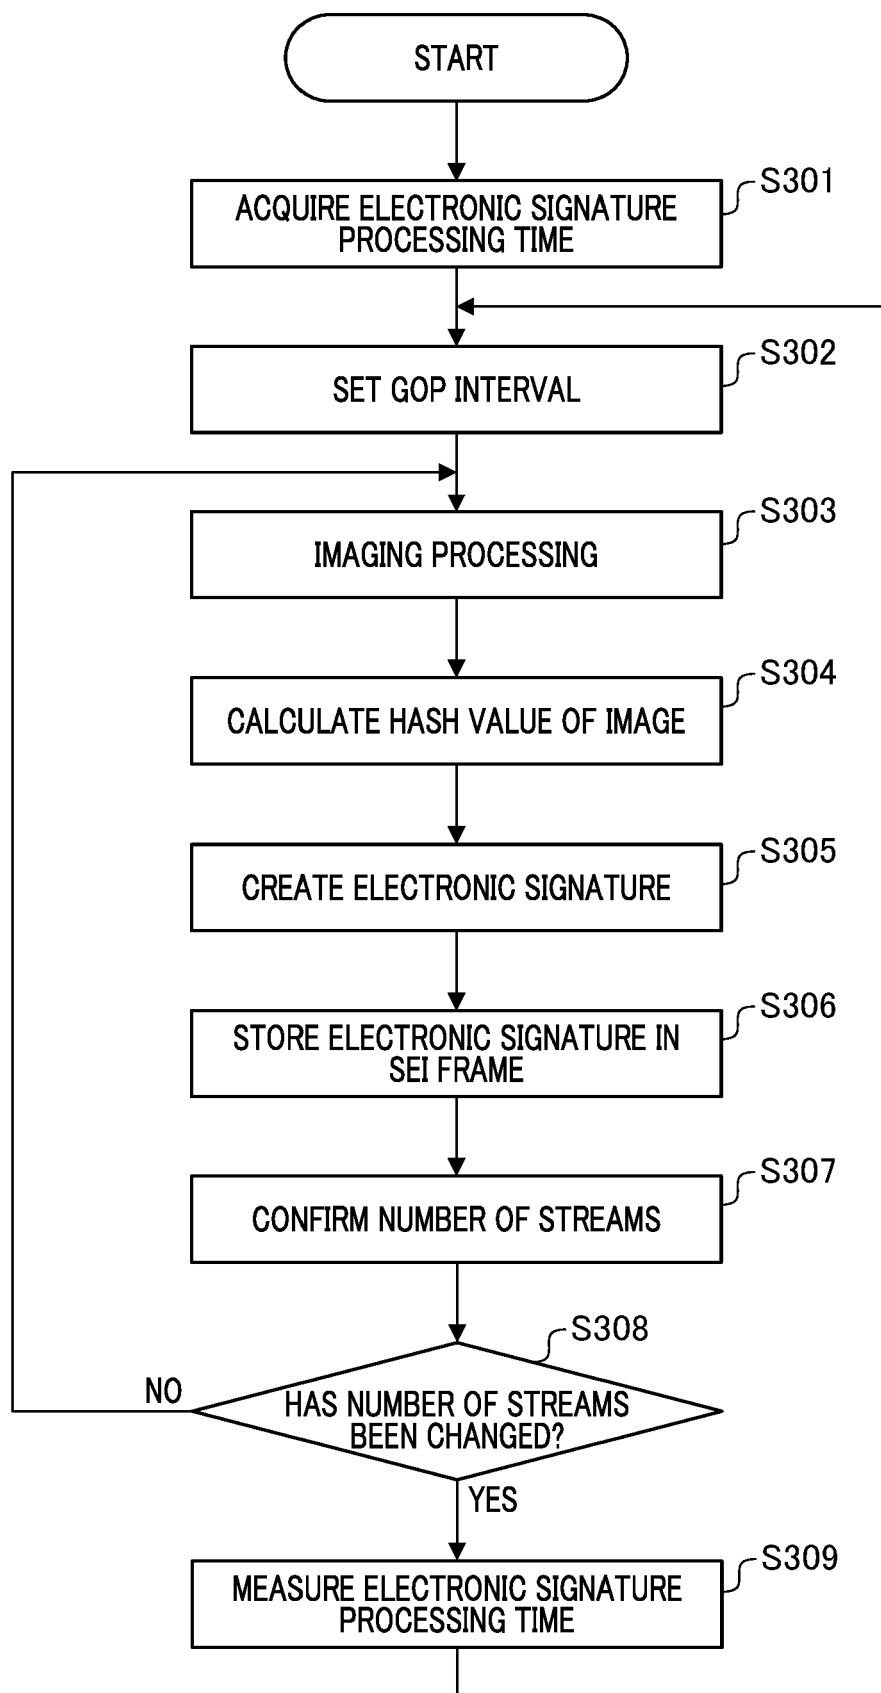 START
S301
ACQUIRE ELECTRONIC SIGNATURE
PROCESSING TIME
S302
SET GOP INTERVAL
S303
IMAGING PROCESSING
S304
CALCULATE HASH VALUE OF IMAGE
S305
CREATE ELECTRONIC SIGNATURE
S306
STORE ELECTRONIC SIGNATURE IN
SEI FRAME
S307
CONFIRM NUMBER OF STREAMS
S308
NO
HAS NUMBER OF STREAMS
BEEN CHANGED?
YES
S309
MEASURE ELECTRONIC SIGNATURE
PROCESSING TIME